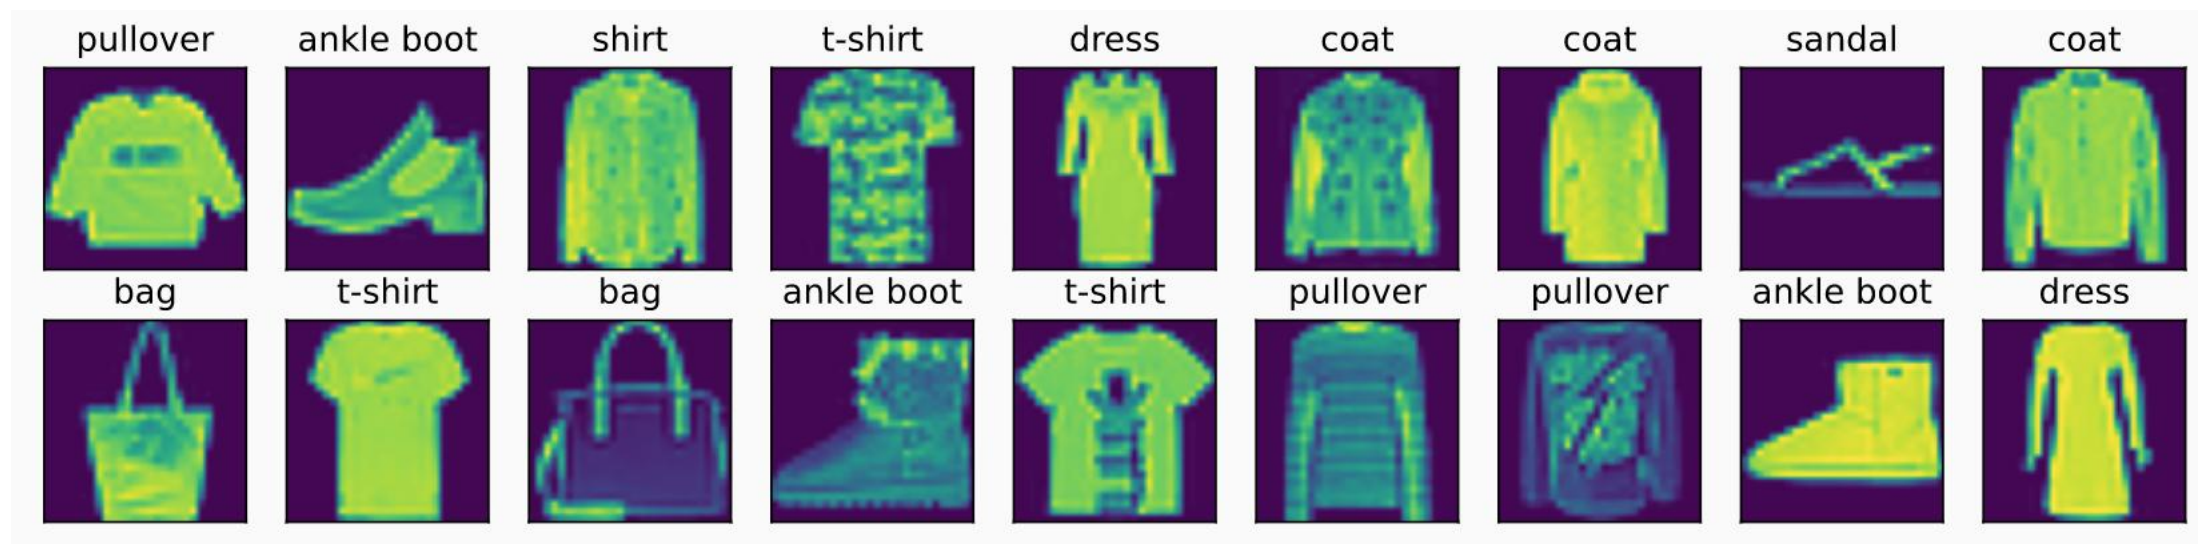 pullover ankle boot shirt t-shirt dress coat coat sandal coat
bag t-shirt bag ankle boot t-shirt pullover pullover ankle boot dress